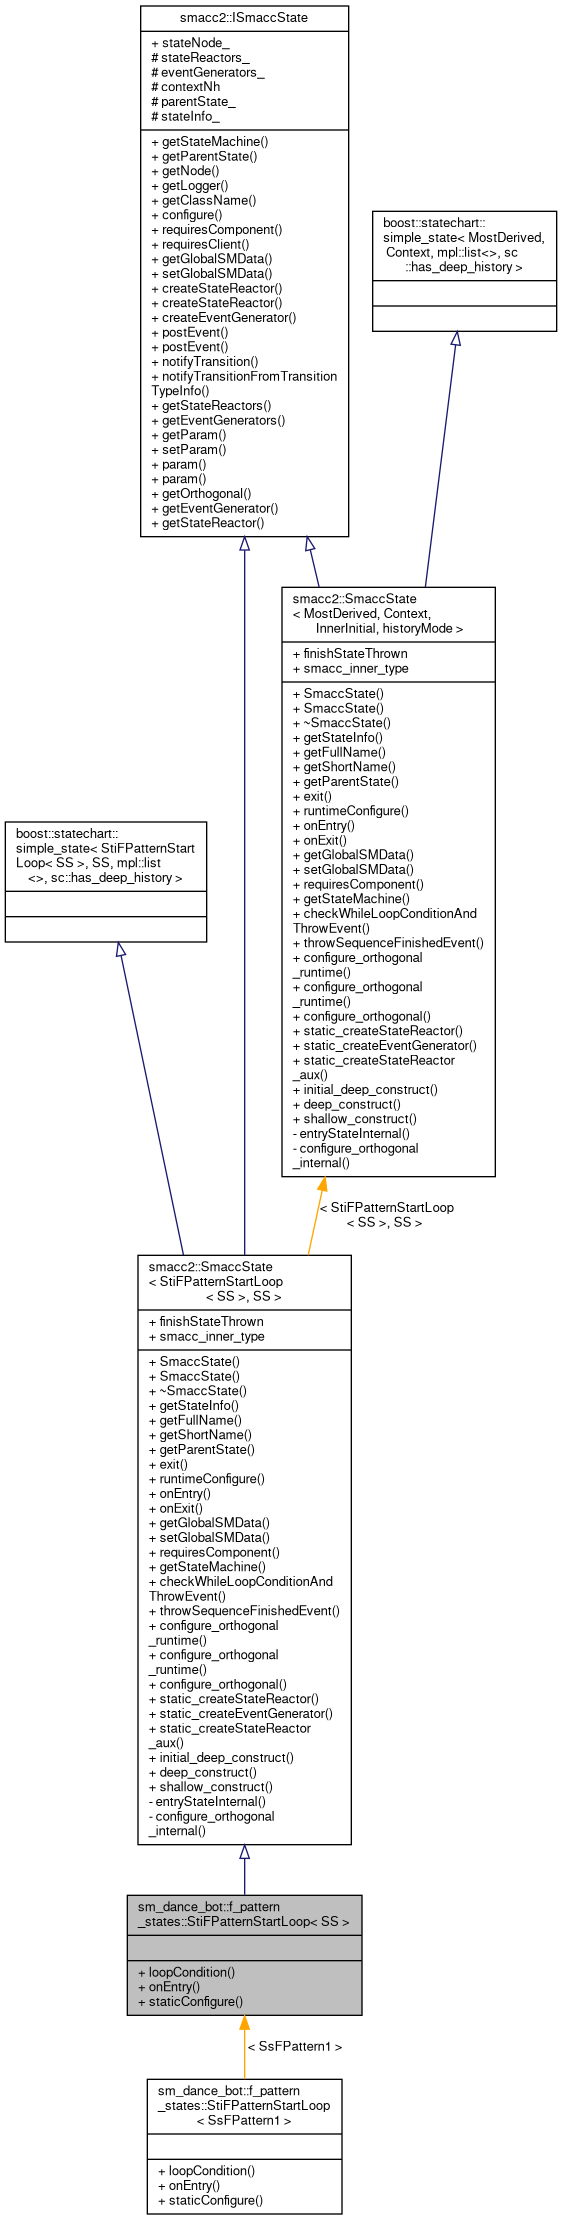 smacc2::ISmaccState
+ stateNode_
# stateReactors_
# eventGenerators_
# contextNh
# parentState_
# stateInfo_
+ getStateMachine()
+ getParentState()
+ getNode()
+ getLogger()
+ getClassName()
+ configure()
+ requiresComponent()
+ requiresClient()
+ getGlobalSMData()
+ setGlobalSMData()
+ createStateReactor()
+ createStateReactor()
+ createEventGenerator()
+ postEvent()
+ postEvent()
+ notifyTransition()
+ notifyTransitionFromTransition
TypeInfo()
+ getStateReactors()
+ getEventGenerators()
+ getParam()
+ setParam()
+ param()
+ param()
+ getOrthogonal()
+ getEventGenerator()
+ getStateReactor()
boost::statechart::
simple_state< MostDerived,
Context, mpl::list<>, sc
::has_deep_history >
smacc2::SmaccState
< MostDerived, Context,
InnerInitial, historyMode >
+ finishStateThrown
+ smacc_inner_type
+ SmaccState()
+ SmaccState()
+ ~SmaccState()
+ getStateInfo()
+ getFullName()
+ getShortName()
+ getParentState()
+ exit()
+ runtimeConfigure()
+ onEntry()
+ onExit()
+ getGlobalSMData()
+ setGlobalSMData()
+ requiresComponent()
+ getStateMachine()
+ checkWhileLoopConditionAnd
ThrowEvent()
+ throwSequenceFinishedEvent()
+ configure_orthogonal
_runtime()
+ configure_orthogonal
_runtime()
+ configure_orthogonal()
+ static_createStateReactor()
+ static_createEventGenerator()
+ static_createStateReactor
_aux()
+ initial_deep_construct()
+ deep_construct()
+ shallow_construct()
- entryStateInternal()
- configure_orthogonal
_internal()
boost::statechart::
simple_state< StiFPatternStart
Loop< SS >, SS, mpl::list
<>, sc::has_deep_history >
< StiFPatternStartLoop
< SS >, SS >
smacc2::SmaccState
< StiFPatternStartLoop
< SS >, SS >
+ finishStateThrown
+ smacc_inner_type
+ SmaccState()
+ SmaccState()
+ ~SmaccState()
+ getStateInfo()
+ getFullName()
+ getShortName()
+ getParentState()
+ exit()
+ runtimeConfigure()
+ onEntry()
+ onExit()
+ getGlobalSMData()
+ setGlobalSMData()
+ requiresComponent()
+ getStateMachine()
+ checkWhileLoopConditionAnd
ThrowEvent()
+ throwSequenceFinishedEvent()
+ configure_orthogonal
_runtime()
+ configure_orthogonal
_runtime()
+ configure_orthogonal()
+ static_createStateReactor()
+ static_createEventGenerator()
+ static_createStateReactor
_aux()
+ initial_deep_construct()
+ deep_construct()
+ shallow_construct()
- entryStateInternal()
- configure_orthogonal
_internal()
sm_dance_bot::f_pattern
_states::StiFPatternStartLoop< SS >
+ loopCondition()
+ onEntry()
+ staticConfigure()
< SsFPattern1 >
sm_dance_bot::f_pattern
_states::StiFPatternStartLoop
< SsFPattern1 >
+ loopCondition()
+ onEntry()
+ staticConfigure()